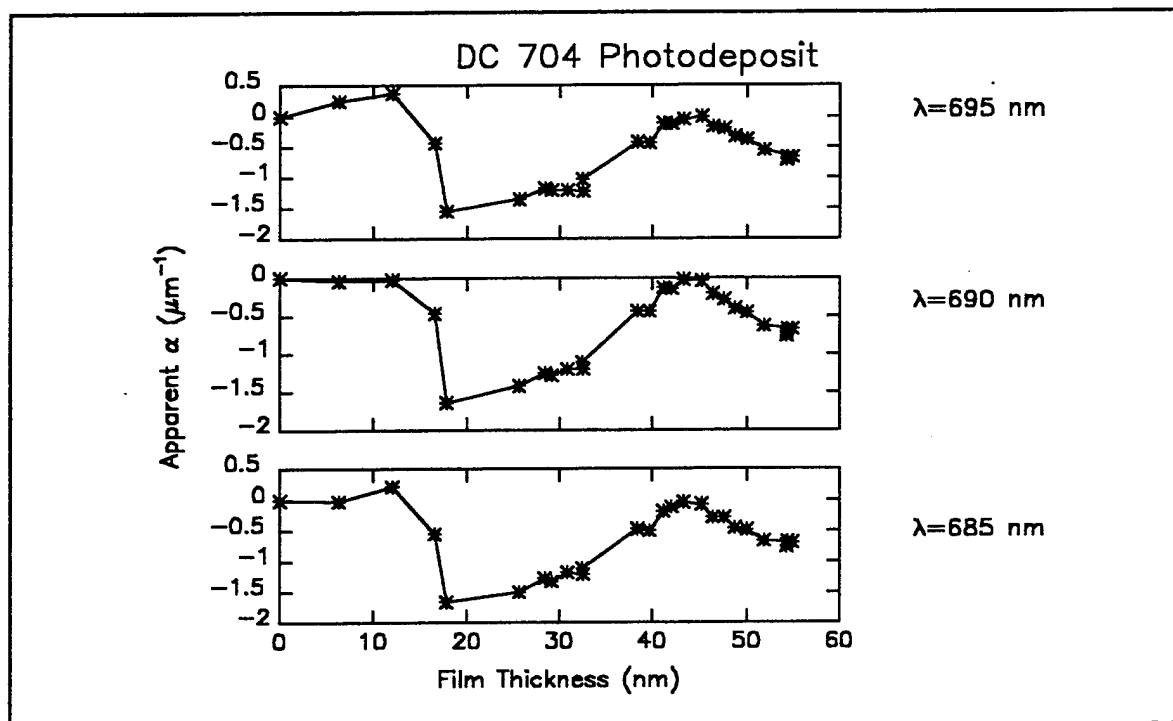 DC 704 Photodeposit
0.5
0
−0.5
−1
−1.5
−2
λ=695 nm
0
−0.5
−1
−1.5
−2
λ=690 nm
0.5
0
−0.5
−1
−1.5
−2
λ=685 nm
Apparent α (μm⁻¹)
0 10 20 30 40 50 60
Film Thickness (nm)